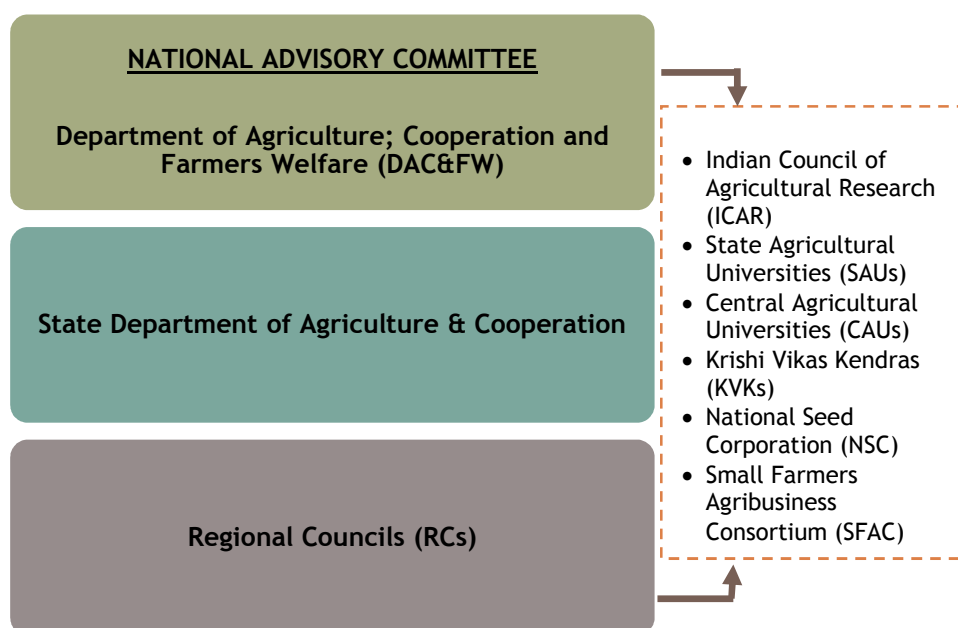 NATIONAL ADVISORY COMMITTEE
Department of Agriculture; Cooperation and
Farmers Welfare (DAC&FW)
State Department of Agriculture & Cooperation
Regional Councils (RCs)
• Indian Council of
Agricultural Research
(ICAR)
• State Agricultural
Universities (SAUs)
• Central Agricultural
Universities (CAUs)
• Krishi Vikas Kendras
(KVKs)
• National Seed
Corporation (NSC)
• Small Farmers
Agribusiness
Consortium (SFAC)